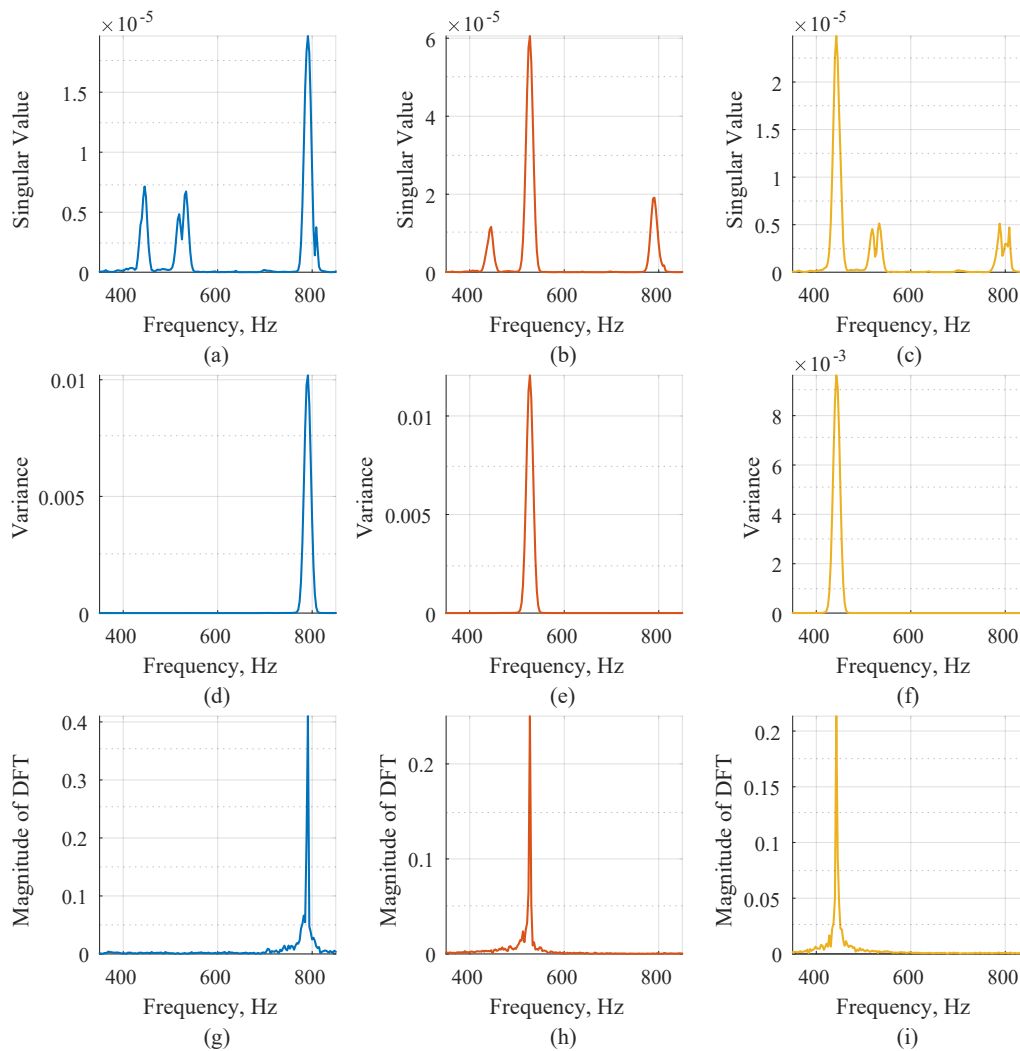 ×10-5
Singular Value
1.5
1
0.5
0
400 600 800
Frequency, Hz
(a)
×10-5
Singular Value
6
4
2
0
400 600 800
Frequency, Hz
(b)
×10-5
Singular Value
2
1.5
1
0.5
0
400 600 800
Frequency, Hz
(c)
Variance
0.01
0.005
0
400 600 800
Frequency, Hz
(d)
Variance
0.01
0.005
0
400 600 800
Frequency, Hz
(e)
×10-3
Variance
8
6
4
2
0
400 600 800
Frequency, Hz
(f)
Magnitude of DFT
0.4
0.3
0.2
0.1
0
400 600 800
Frequency, Hz
(g)
Magnitude of DFT
0.2
0.1
0
400 600 800
Frequency, Hz
(h)
Magnitude of DFT
0.2
0.15
0.1
0.05
0
400 600 800
Frequency, Hz
(i)